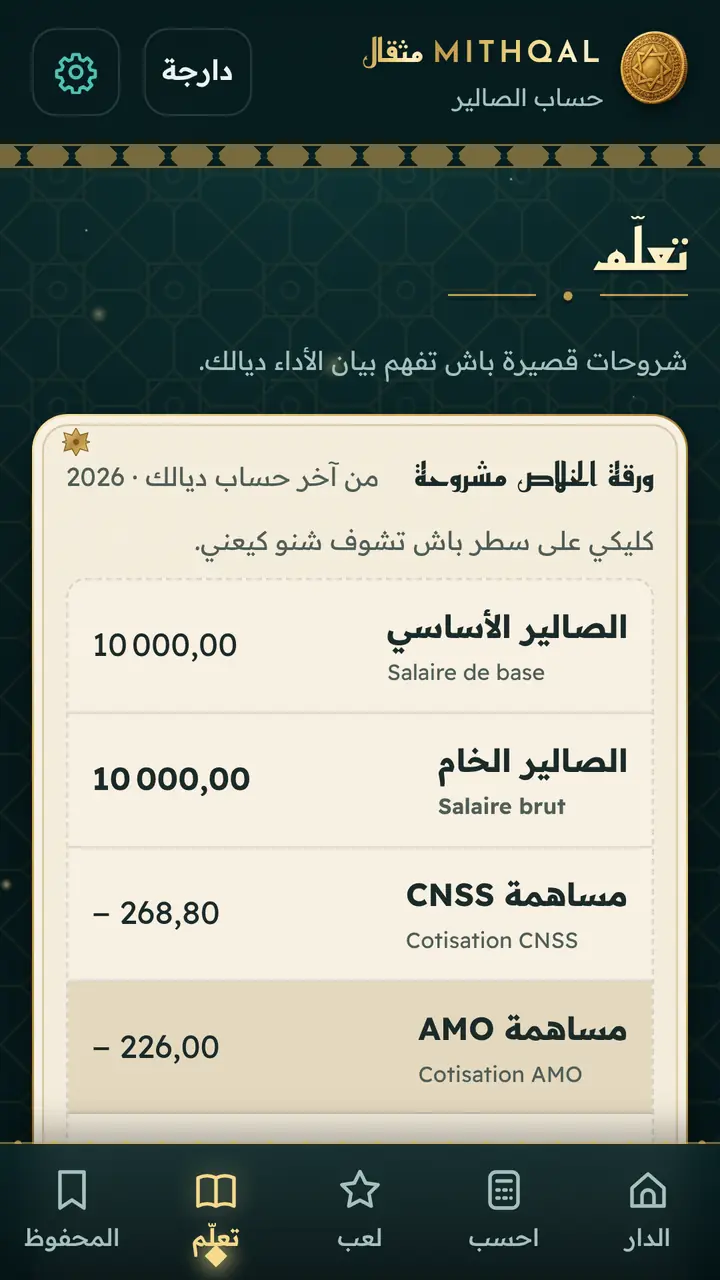 MITHQAL مثقال
حساب الصالير
دارجة
تعلّم
شروحات قصيرة باش تفهم بيان الأداء ديالك.
ورقة الخلاص مشروحة
من آخر حساب ديالك · 2026
كليكي على سطر باش تشوف شنو كيعني.
الصالير الأساسي
Salaire de base
10 000,00
الصالير الخام
Salaire brut
10 000,00
مساهمة CNSS
Cotisation CNSS
− 268,80
مساهمة AMO
Cotisation AMO
− 226,00
الدار
احسب
لعب
تعلّم
المحفوظ